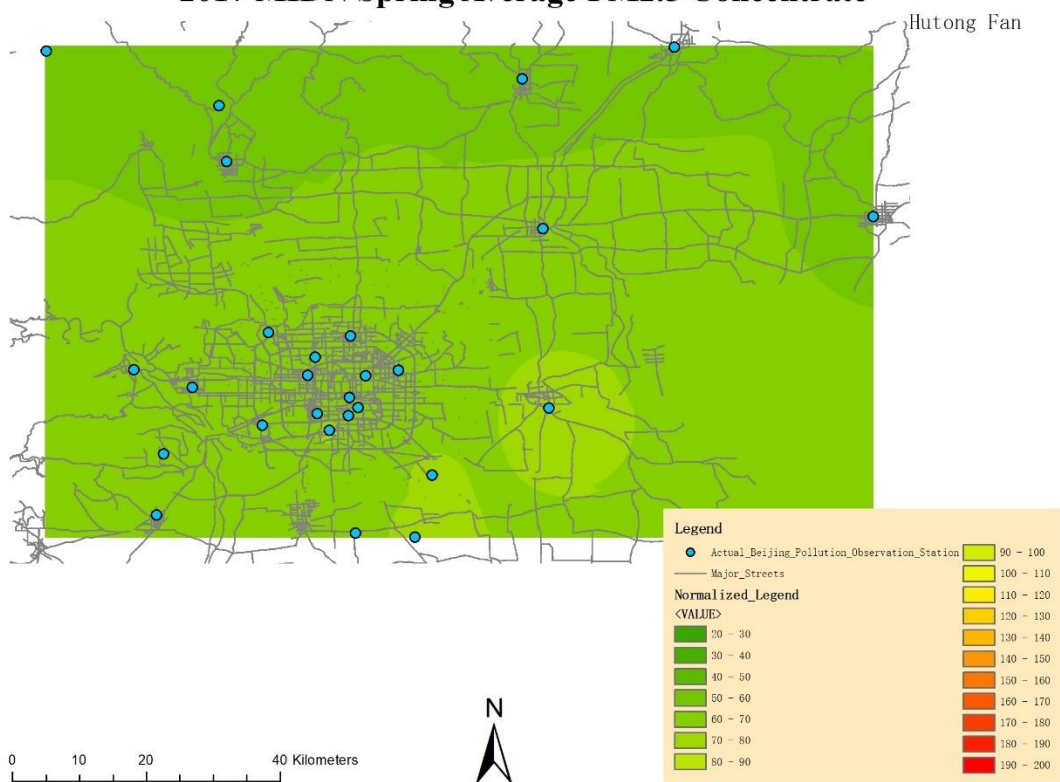 Spring Average PM2.5 Concentrate
Hutong Fan
Legend
Actual_Beijing_Pollution_Observation_Station
Major_Streets
Normalized_Legend
<VALUE>
20 - 30
30 - 40
40 - 50
50 - 60
60 - 70
70 - 80
80 - 90
90 - 100
100 - 110
110 - 120
120 - 130
130 - 140
140 - 150
150 - 160
160 - 170
170 - 180
180 - 190
190 - 200
N
0 10 20 40 Kilometers